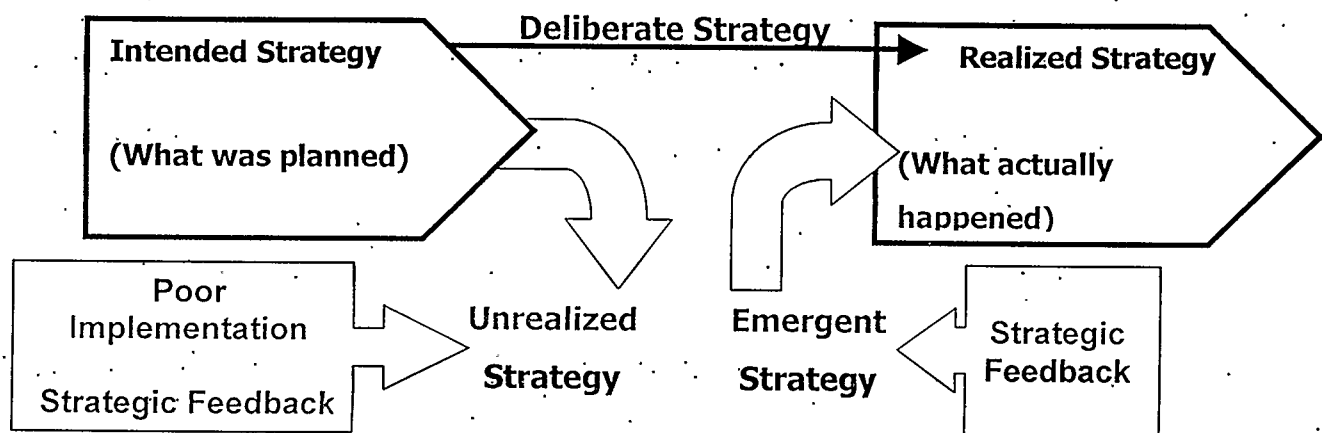 Deliberate Strategy
Intended Strategy
(What was planned)
Realized Strategy
(What actually
happened)
Poor
Implementation
Strategic Feedback
Unrealized
Strategy
Emergent
Strategy
Strategic
Feedback